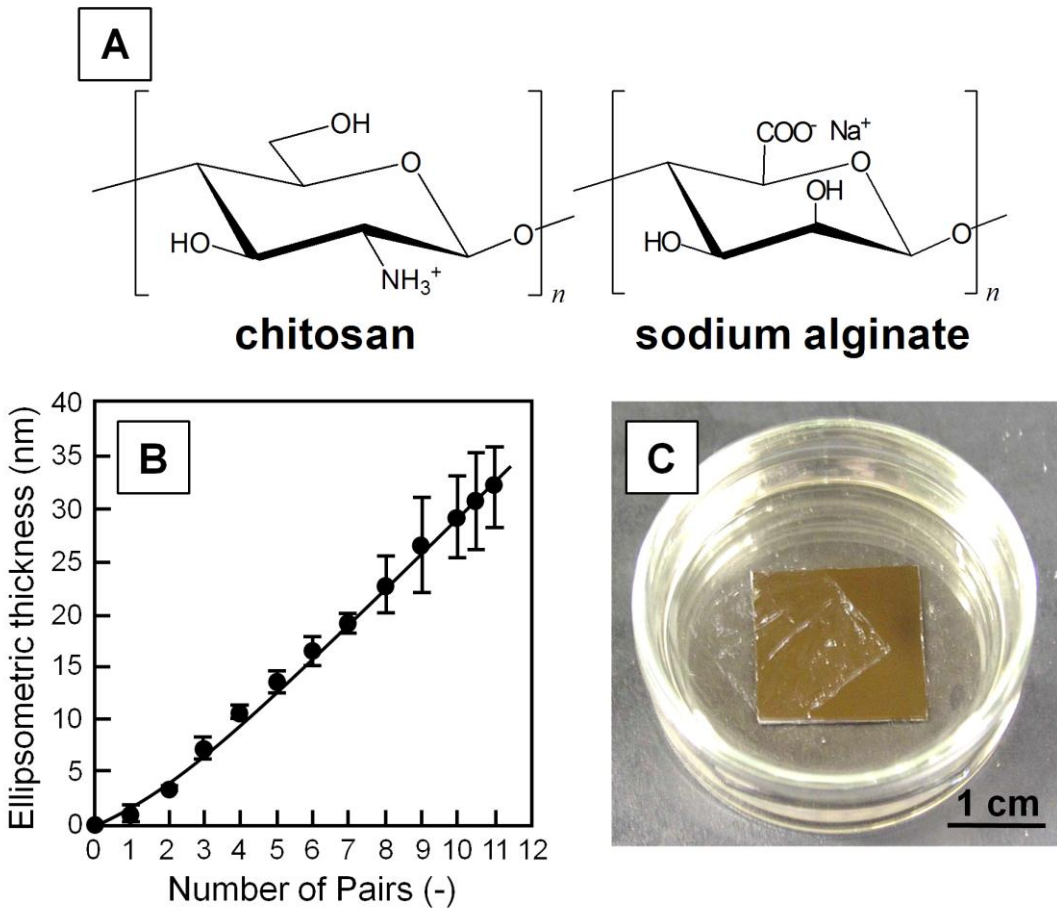 A
OH
O
HO
NH₃⁺
O
n
chitosan
COO⁻ Na⁺
O
OH
HO
O
n
sodium alginate
B
Ellipsometric thickness (nm)
40
35
30
25
20
15
10
5
0
0 1 2 3 4 5 6 7 8 9 10 11 12
Number of Pairs (-)
C
1 cm